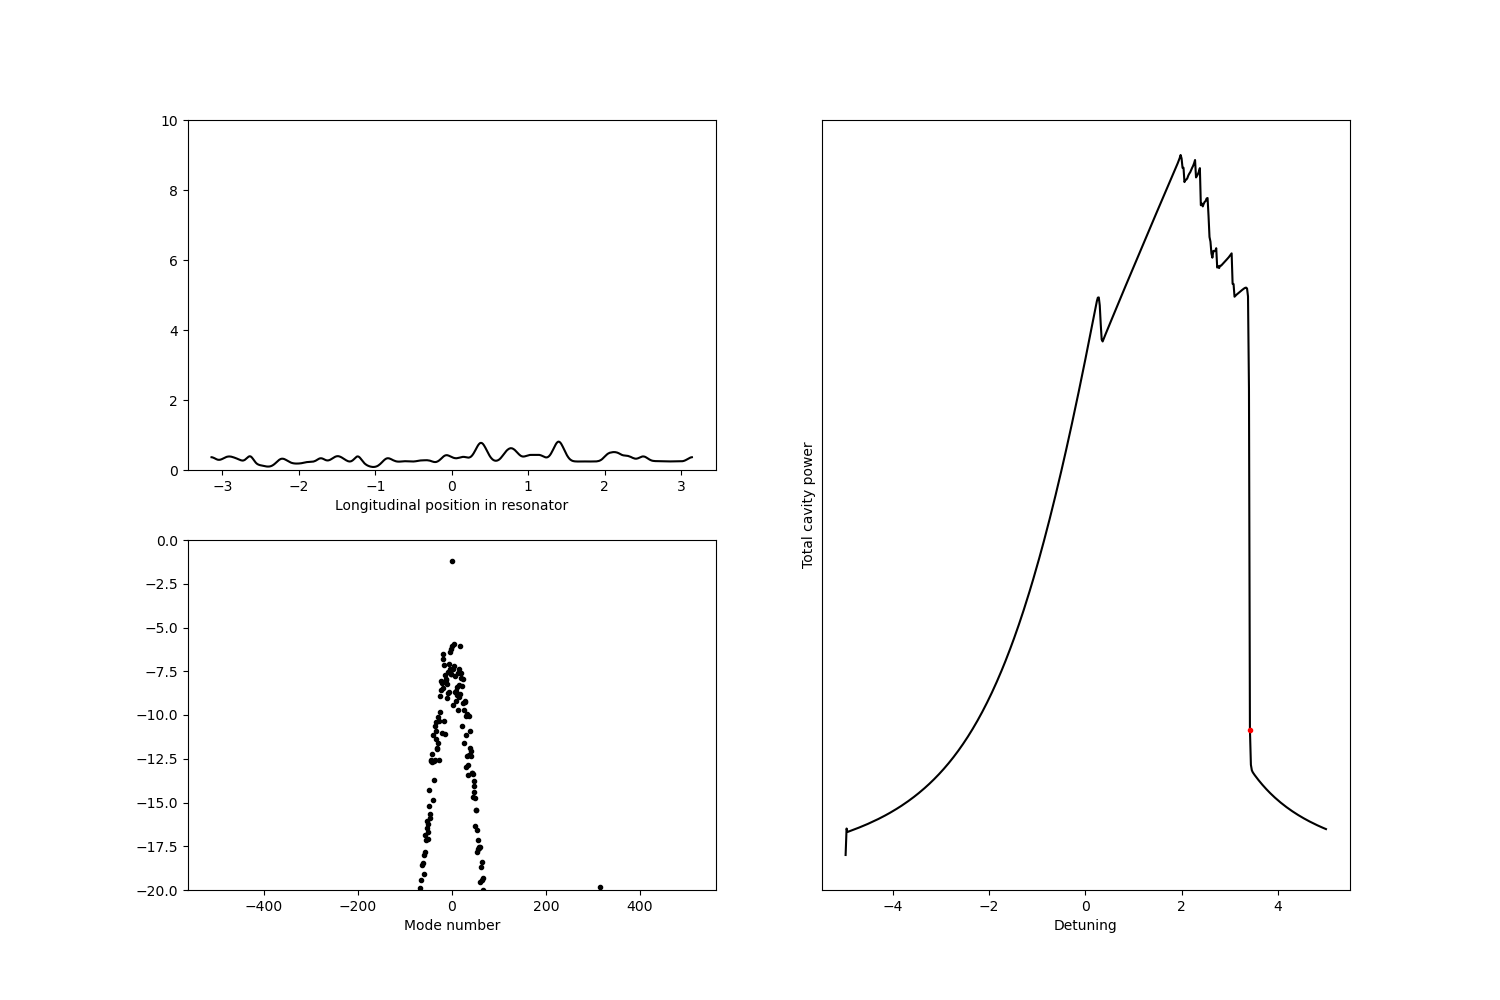 10
8
6
4
2
0
−3 −2 −1 0 1 2 3
Longitudinal position in resonator
0.0
−2.5
−5.0
−7.5
−10.0
−12.5
−15.0
−17.5
−20.0
−400 −200 0 200 400
Mode number
Total cavity power
−4 −2 0 2 4
Detuning